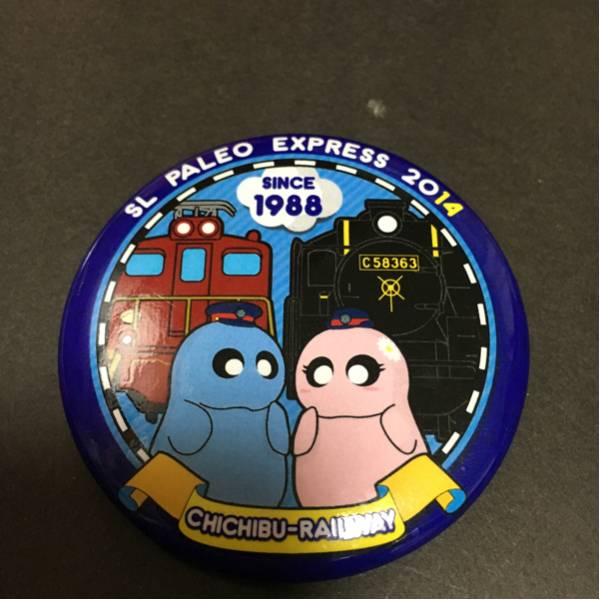 SL PALEO EXPRESS 2014
SINCE
1988
C58363
CHICHIBU-RAILWAY